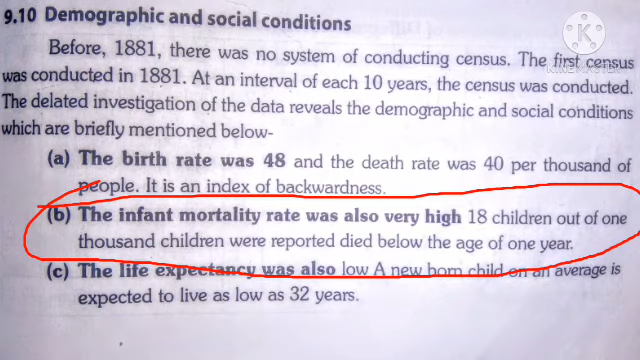 9.10 Demographic and social conditions
Before, 1881, there was no system of conducting census. The first census
was conducted in 1881. At an interval of each 10 years, the census was conducted.
The delated investigation of the data reveals the demographic and social conditions
which are briefly mentioned below-
(a) The birth rate was 48 and the death rate was 40 per thousand of
people. It is an index of backwardness.
(b) The infant mortality rate was also very high 18 children out of one
thousand children were reported died below the age of one year.
(c) The life expectancy was also low A new born child on an average is
expected to live as low as 32 years.
K
KINEMASTER